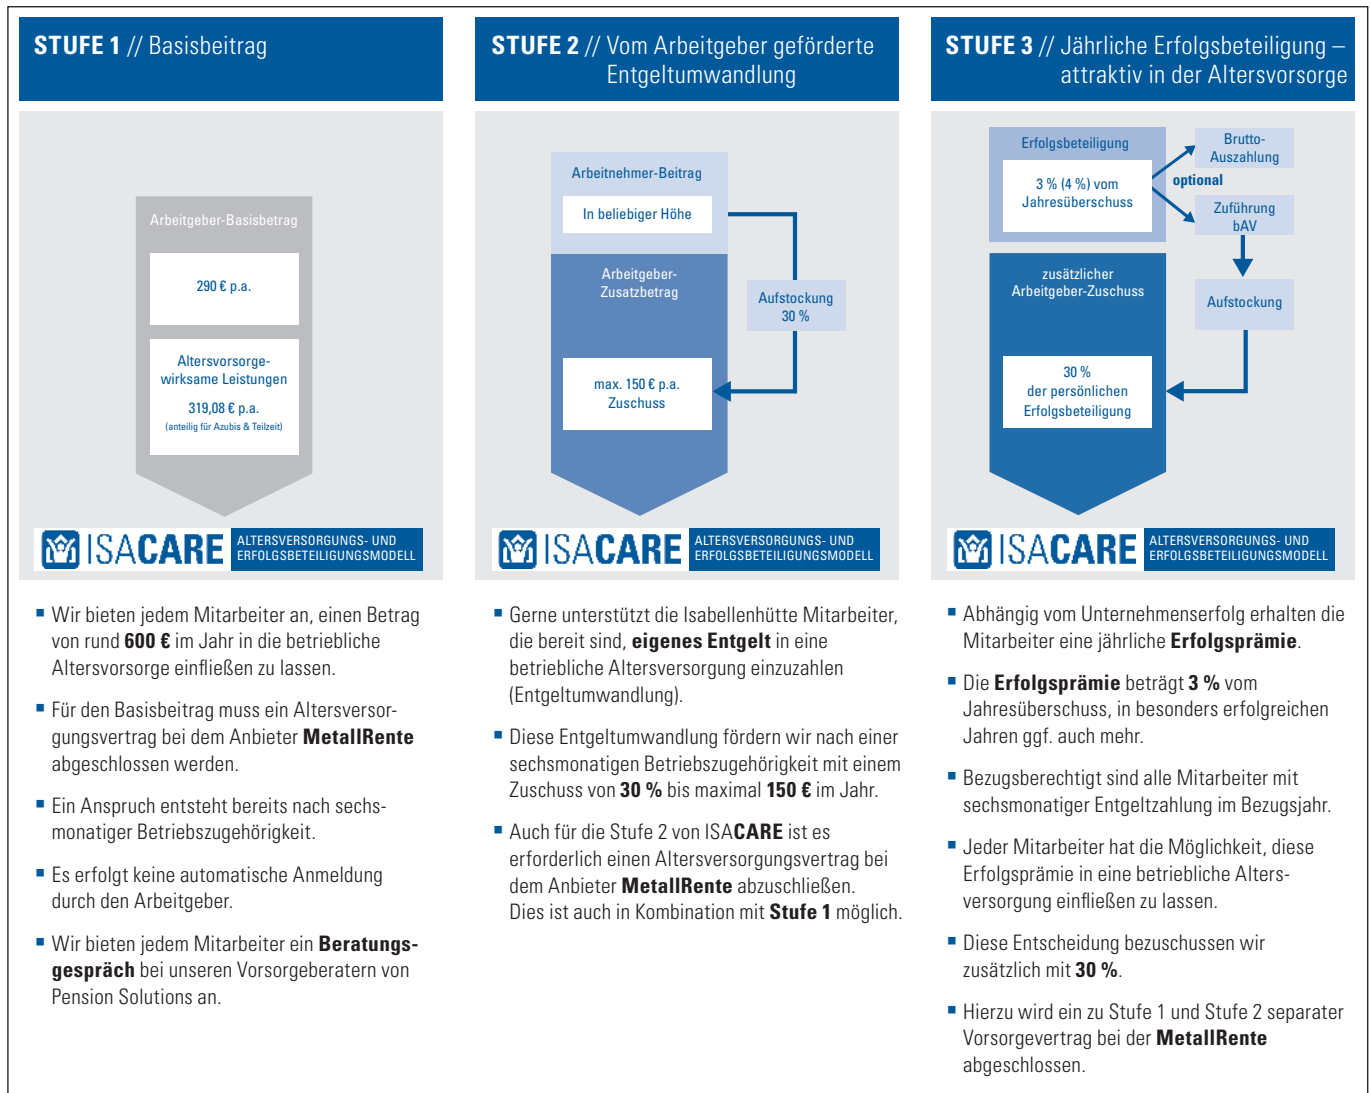 STUFE 1 // Basisbeitrag
Arbeitgeber-Basisbetrag
290 € p.a.
Altersvorsorge-
wirksame Leistungen
319,08 € p.a.
(anteilig für Azubis & Teilzeit)
ISACARE
ALTERSVERSORGUNGS- UND
ERFOLGSBETEILIGUNGSMODELL
▪ Wir bieten jedem Mitarbeiter an, einen Betrag
von rund 600 € im Jahr in die betriebliche
Altersvorsorge einfließen zu lassen.
▪ Für den Basisbeitrag muss ein Altersversor-
gungsvertrag bei dem Anbieter MetallRente
abgeschlossen werden.
▪ Ein Anspruch entsteht bereits nach sechs-
monatiger Betriebszugehörigkeit.
▪ Es erfolgt keine automatische Anmeldung
durch den Arbeitgeber.
▪ Wir bieten jedem Mitarbeiter ein Beratungs-
gespräch bei unseren Vorsorgeberatern von
Pension Solutions an.
STUFE 2 // Vom Arbeitgeber geförderte
Entgeltumwandlung
Arbeitnehmer-Beitrag
In beliebiger Höhe
Arbeitgeber-
Zusatzbetrag
Aufstockung
30 %
max. 150 € p.a.
Zuschuss
ISACARE
ALTERSVERSORGUNGS- UND
ERFOLGSBETEILIGUNGSMODELL
▪ Gerne unterstützt die Isabellenhütte Mitarbeiter,
die bereit sind, eigenes Entgelt in eine
betriebliche Altersversorgung einzuzahlen
(Entgeltumwandlung).
▪ Diese Entgeltumwandlung fördern wir nach einer
sechsmonatigen Betriebszugehörigkeit mit einem
Zuschuss von 30 % bis maximal 150 € im Jahr.
▪ Auch für die Stufe 2 von ISACARE ist es
erforderlich einen Altersversorgungsvertrag bei
dem Anbieter MetallRente abzuschließen.
Dies ist auch in Kombination mit Stufe 1 möglich.
STUFE 3 // Jährliche Erfolgsbeteiligung –
attraktiv in der Altersvorsorge
Erfolgsbeteiligung
3 % (4 %) vom
Jahresüberschuss
Brutto-
Auszahlung
optional
Zuführung
bAV
zusätzlicher
Arbeitgeber-Zuschuss
Aufstockung
30 %
der persönlichen
Erfolgsbeteiligung
ISACARE
ALTERSVERSORGUNGS- UND
ERFOLGSBETEILIGUNGSMODELL
▪ Abhängig vom Unternehmenserfolg erhalten die
Mitarbeiter eine jährliche Erfolgsprämie.
▪ Die Erfolgsprämie beträgt 3 % vom
Jahresüberschuss, in besonders erfolgreichen
Jahren ggf. auch mehr.
▪ Bezugsberechtigt sind alle Mitarbeiter mit
sechsmonatiger Entgeltzahlung im Bezugsjahr.
▪ Jeder Mitarbeiter hat die Möglichkeit, diese
Erfolgsprämie in eine betriebliche Alters-
versorgung einfließen zu lassen.
▪ Diese Entscheidung bezuschussen wir
zusätzlich mit 30 %.
▪ Hierzu wird ein zu Stufe 1 und Stufe 2 separater
Vorsorgevertrag bei der MetallRente
abgeschlossen.